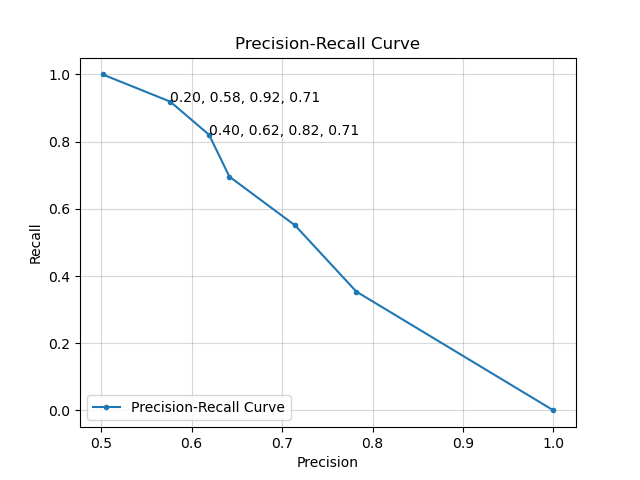 Precision-Recall Curve
1.0
0.8
0.6
0.4
0.2
0.0
Recall
0.20, 0.58, 0.92, 0.71
0.40, 0.62, 0.82, 0.71
Precision-Recall Curve
0.5 0.6 0.7 0.8 0.9 1.0
Precision